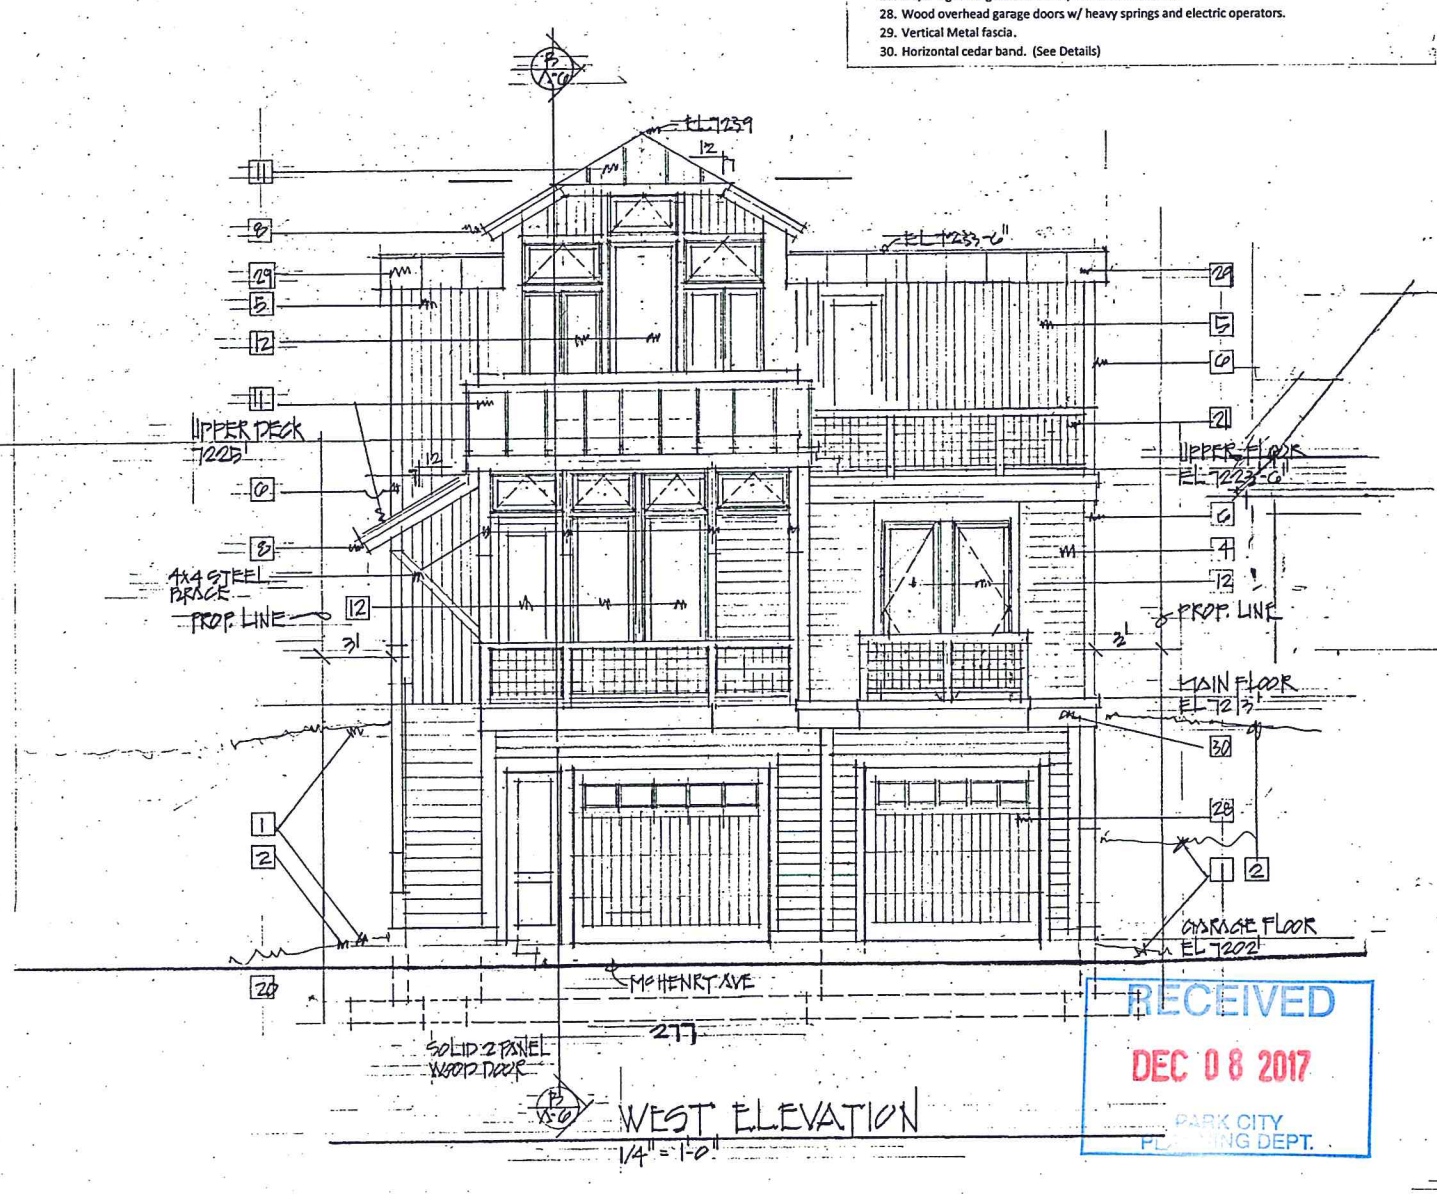 28. Wood overhead garage doors w/ heavy springs and electric operators.
29. Vertical Metal fascia.
30. Horizontal cedar band. (See Details)
B
A-6
EL 7239
12
7
11
8
29
5
12
11
UPPER DECK
7225'
12
6
8
4x4 STEEL
BRACE
PROP. LINE
12
3'
1
2
20
EL 7233-6"
29
5
6
21
UPPER FLOOR
EL 7223-6"
6
4
12
PROP. LINE
3'
MAIN FLOOR
EL 7213'
30
28
1
2
GARAGE FLOOR
EL 7202'
McHENRY AVE
277
SOLID 2 PANEL
WOOD DOOR
B
A-6
WEST ELEVATION
1/4" = 1'-0"
RECEIVED
DEC 08 2017
PARK CITY
DEPT.